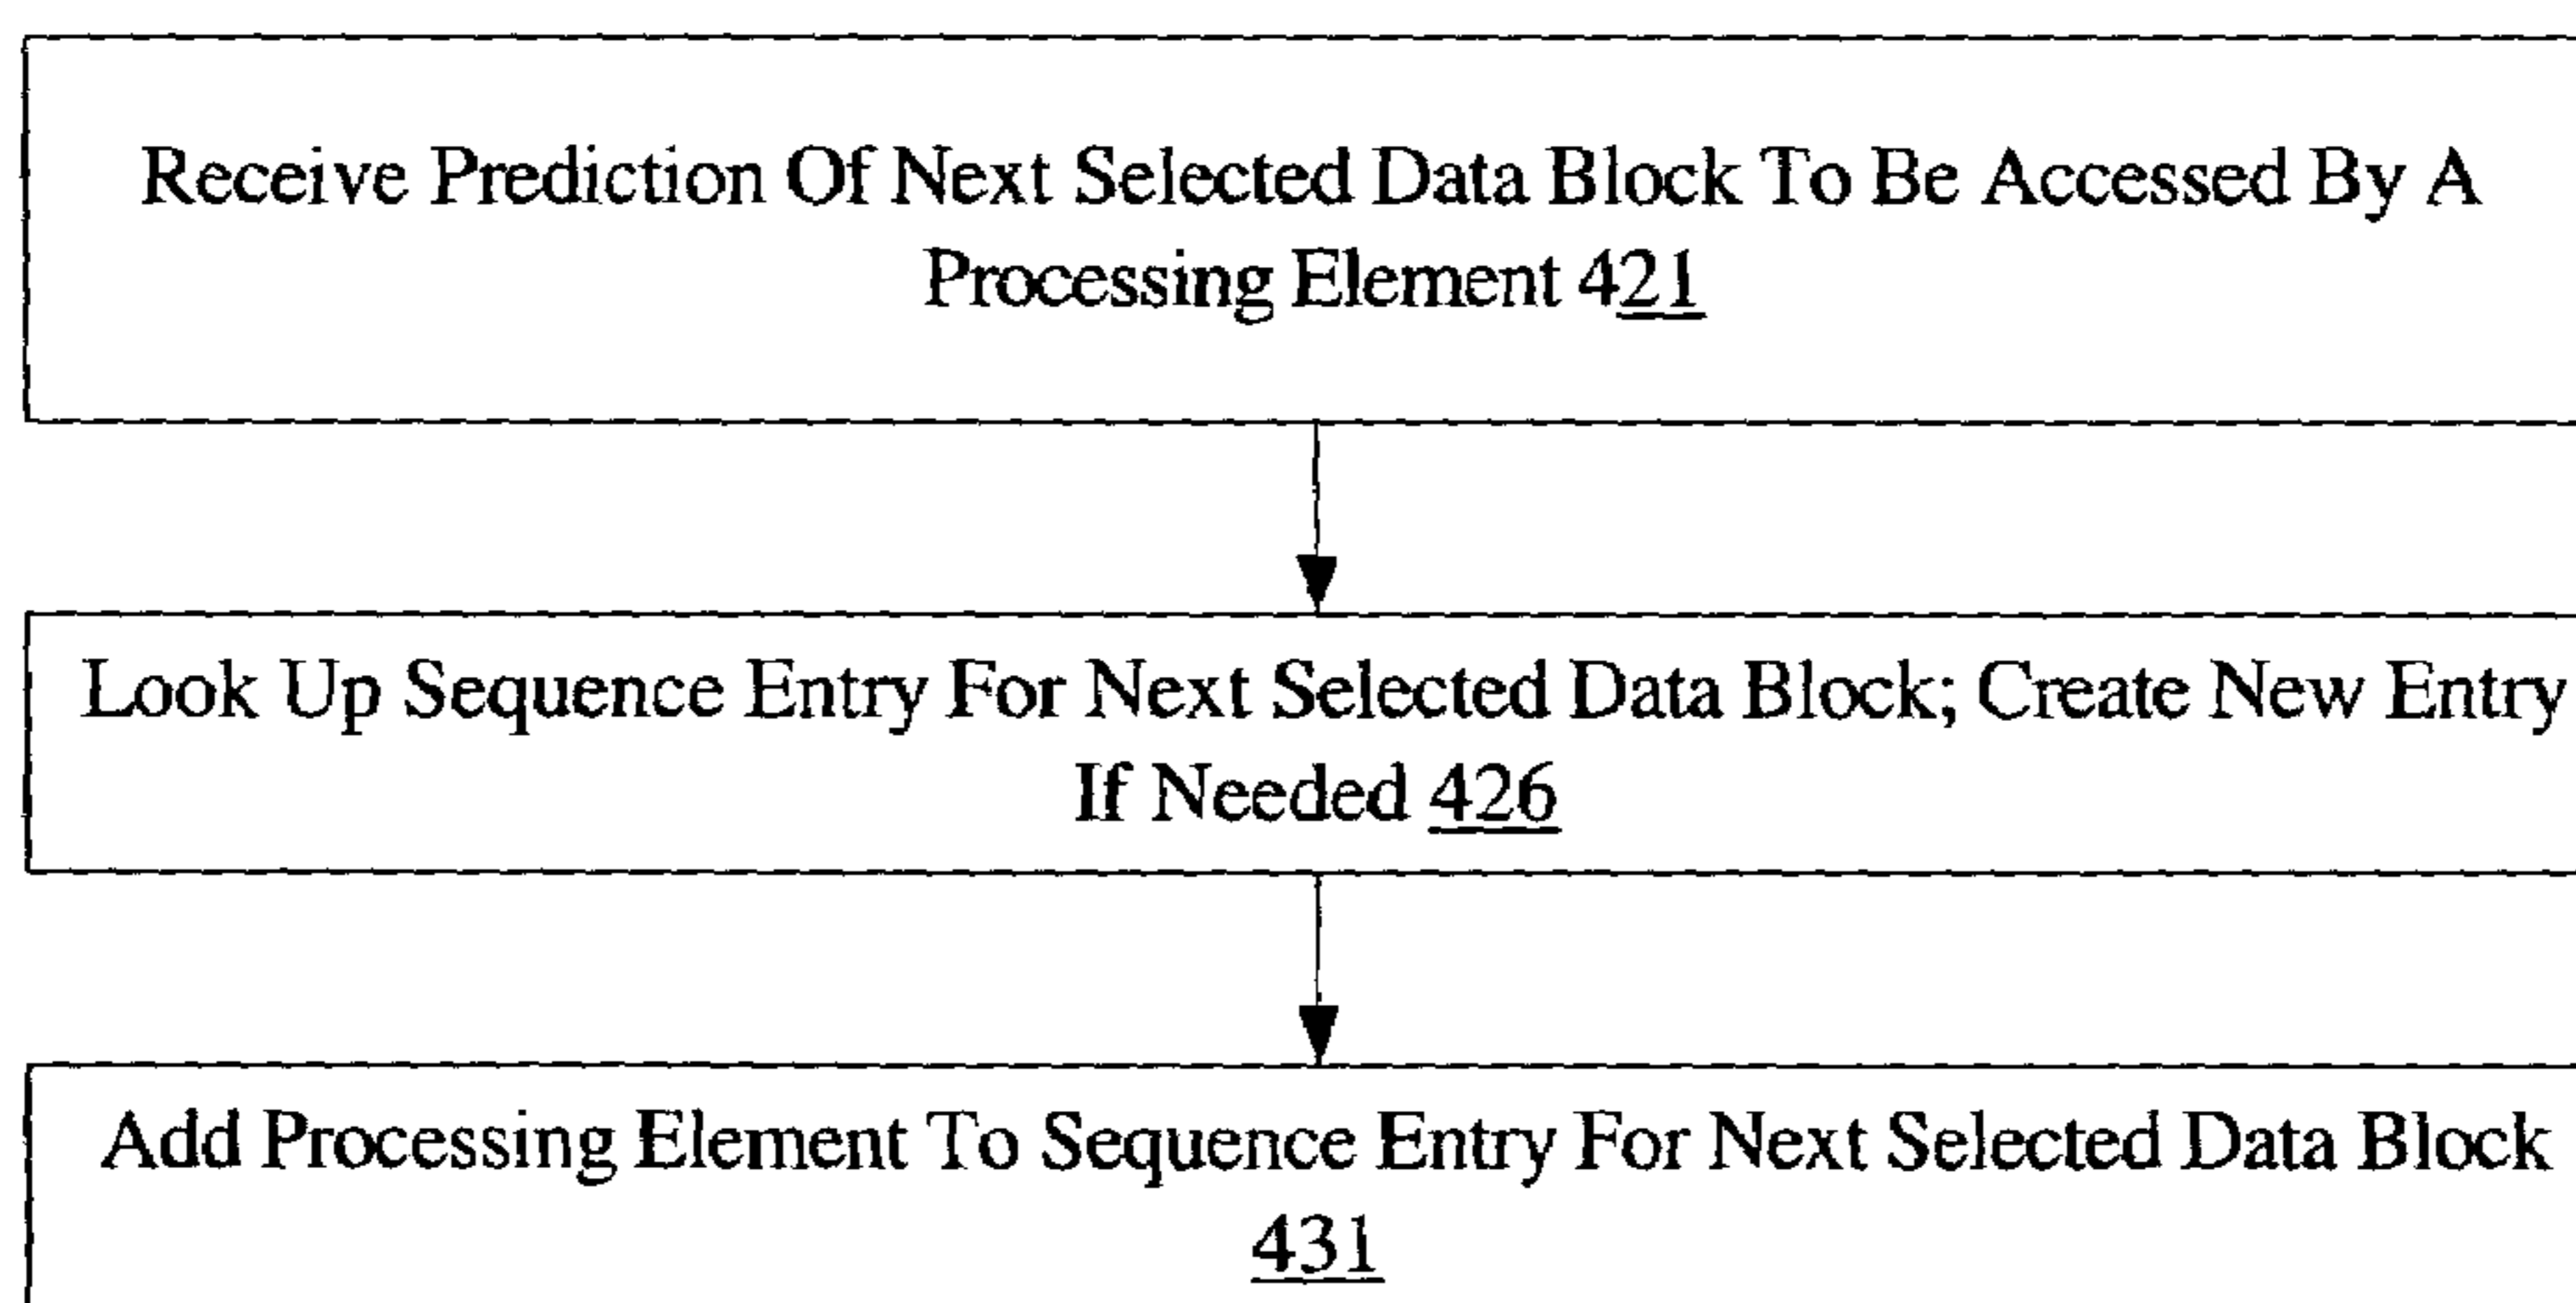 Receive Prediction Of Next Selected Data Block To Be Accessed By A
Processing Element 421
Look Up Sequence Entry For Next Selected Data Block; Create New Entry
If Needed 426
Add Processing Element To Sequence Entry For Next Selected Data Block
431